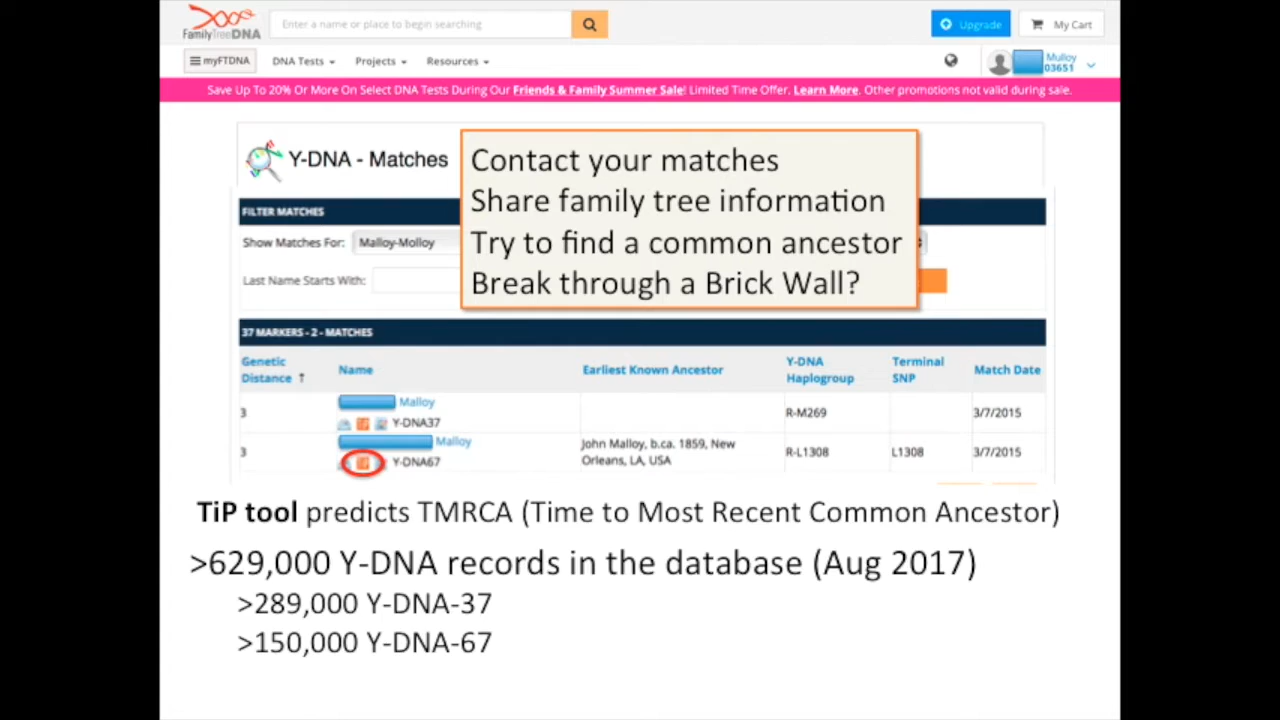 FamilyTreeDNA
Enter a name or place to begin searching
Upgrade
My Cart
myFTDNA
DNA Tests
Projects
Resources
Mulloy
03651
Save Up To 20% Or More On Select DNA Tests During Our Friends & Family Summer Sale! Limited Time Offer. Learn More. Other promotions not valid during sale.
Y-DNA - Matches
Contact your matches
Share family tree information
Try to find a common ancestor
Break through a Brick Wall?
FILTER MATCHES
Show Matches For: Malloy-Molloy
Last Name Starts With:
37 MARKERS - 2 - MATCHES
Genetic Distance ↑ Name Earliest Known Ancestor Y-DNA Haplogroup Terminal SNP Match Date
3 Malloy R-M269 3/7/2015
Y-DNA37
3 Malloy John Malloy, b.ca. 1859, New Orleans, LA, USA R-L1308 L1308 3/7/2015
Y-DNA67
TiP tool predicts TMRCA (Time to Most Recent Common Ancestor)
>629,000 Y-DNA records in the database (Aug 2017)
>289,000 Y-DNA-37
>150,000 Y-DNA-67